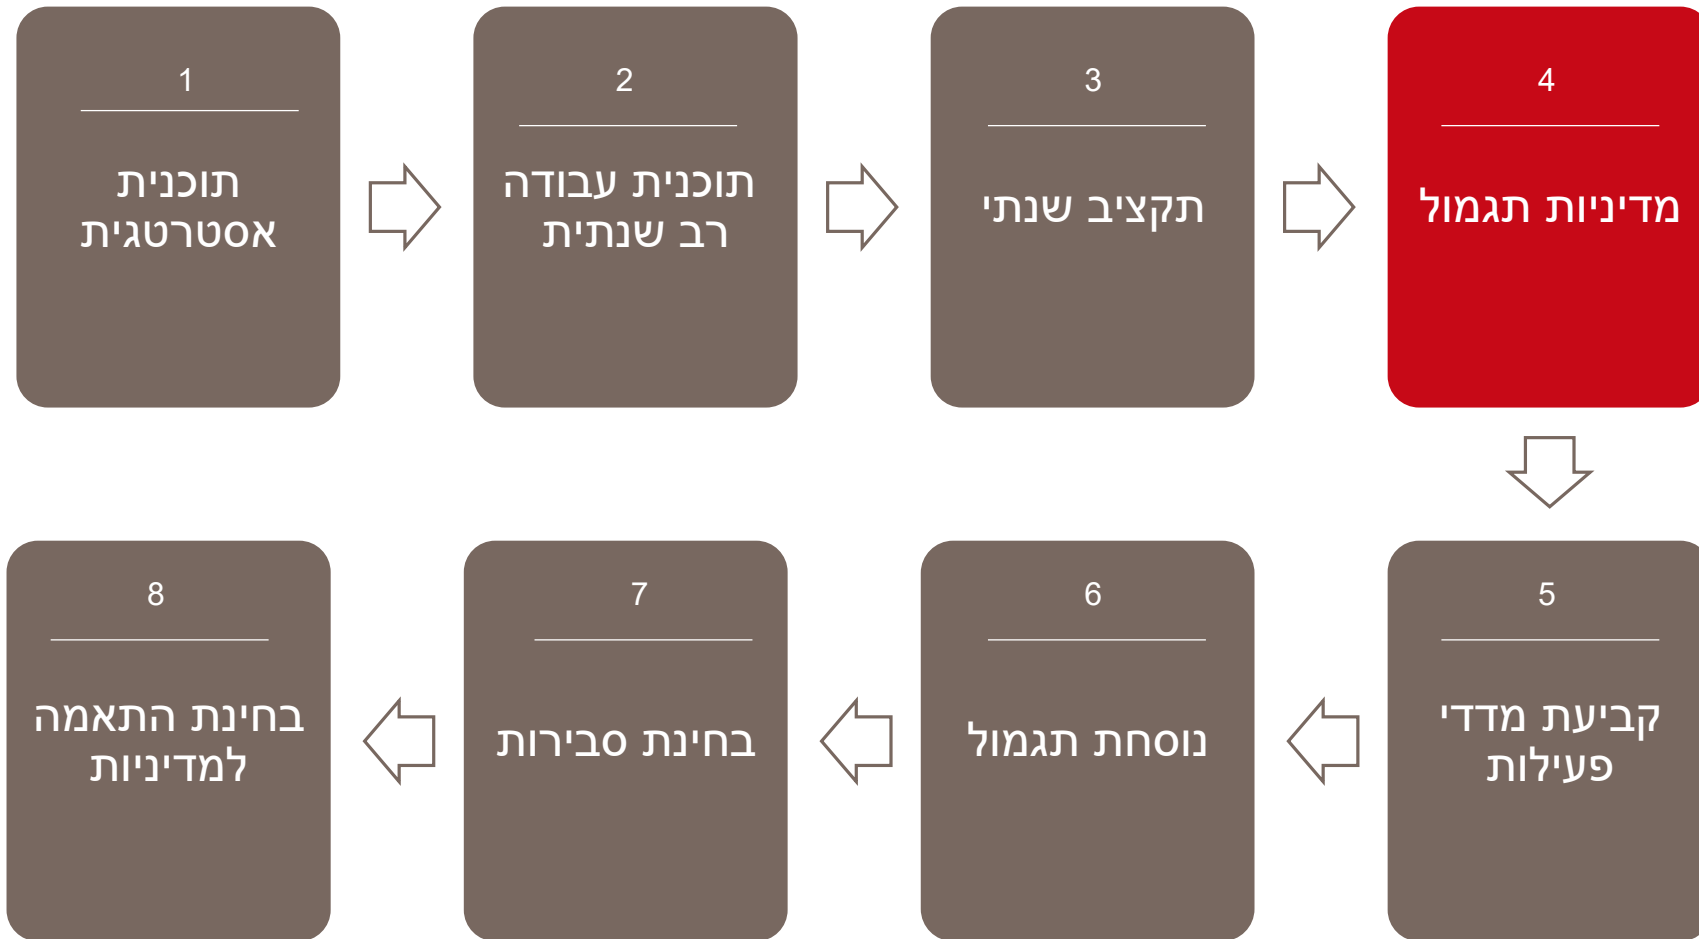 1
תוכנית
אסטרטגית
2
תוכנית עבודה
רב שנתית
3
תקציב שנתי
4
מדיניות תגמול
5
קביעת מדדי
פעילות
6
נוסחת תגמול
7
בחינת סבירות
8
בחינת התאמה
למדיניות